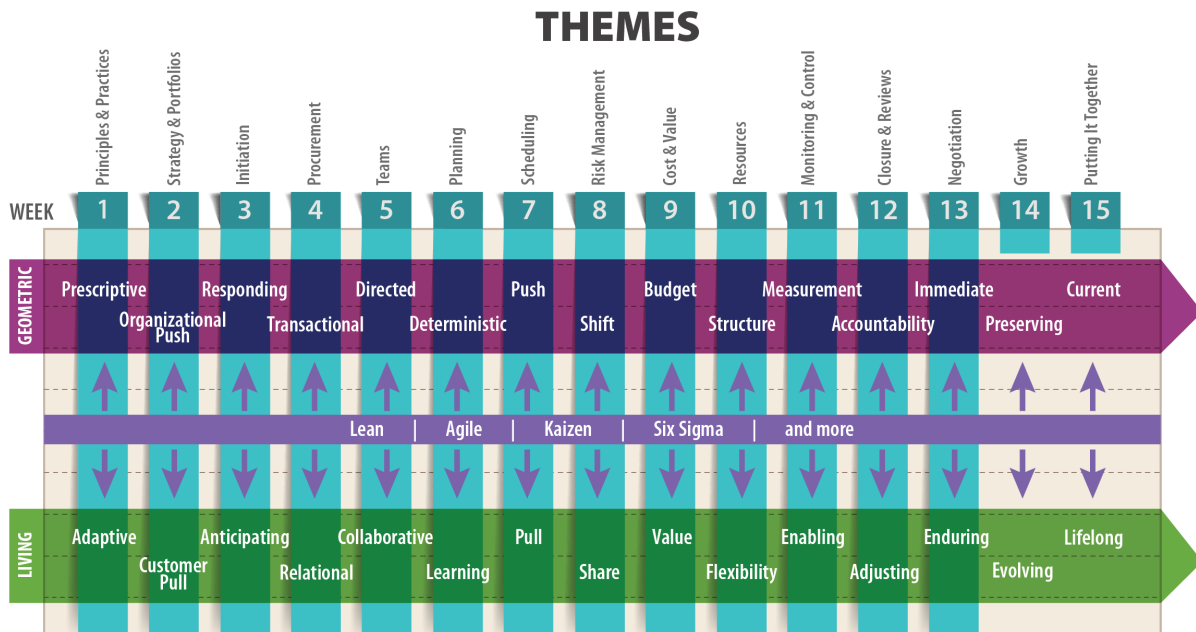 THEMES
Principles & Practices
Strategy & Portfolios
Initiation
Procurement
Teams
Planning
Scheduling
Risk Management
Cost & Value
Resources
Monitoring & Control
Closure & Reviews
Negotiation
Growth
Putting It Together
WEEK 1 2 3 4 5 6 7 8 9 10 11 12 13 14 15
GEOMETRIC
Prescriptive Responding Directed Push Budget Measurement Immediate Current
Organizational
Push
Transactional Deterministic Shift Structure Accountability Preserving
Lean | Agile | Kaizen | Six Sigma | and more
LIVING
Adaptive Anticipating Collaborative Pull Value Enabling Enduring Lifelong
Customer
Pull
Relational Learning Share Flexibility Adjusting Evolving